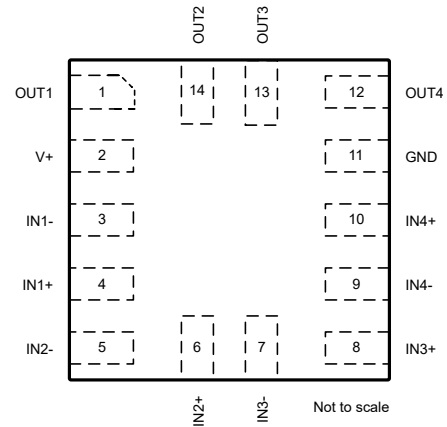 OUT2 OUT3
14 13
OUT1 1 12 OUT4
V+ 2 11 GND
IN1- 3 10 IN4+
IN1+ 4 9 IN4-
IN2- 5 6 7 8 IN3+
IN2+ IN3-
Not to scale